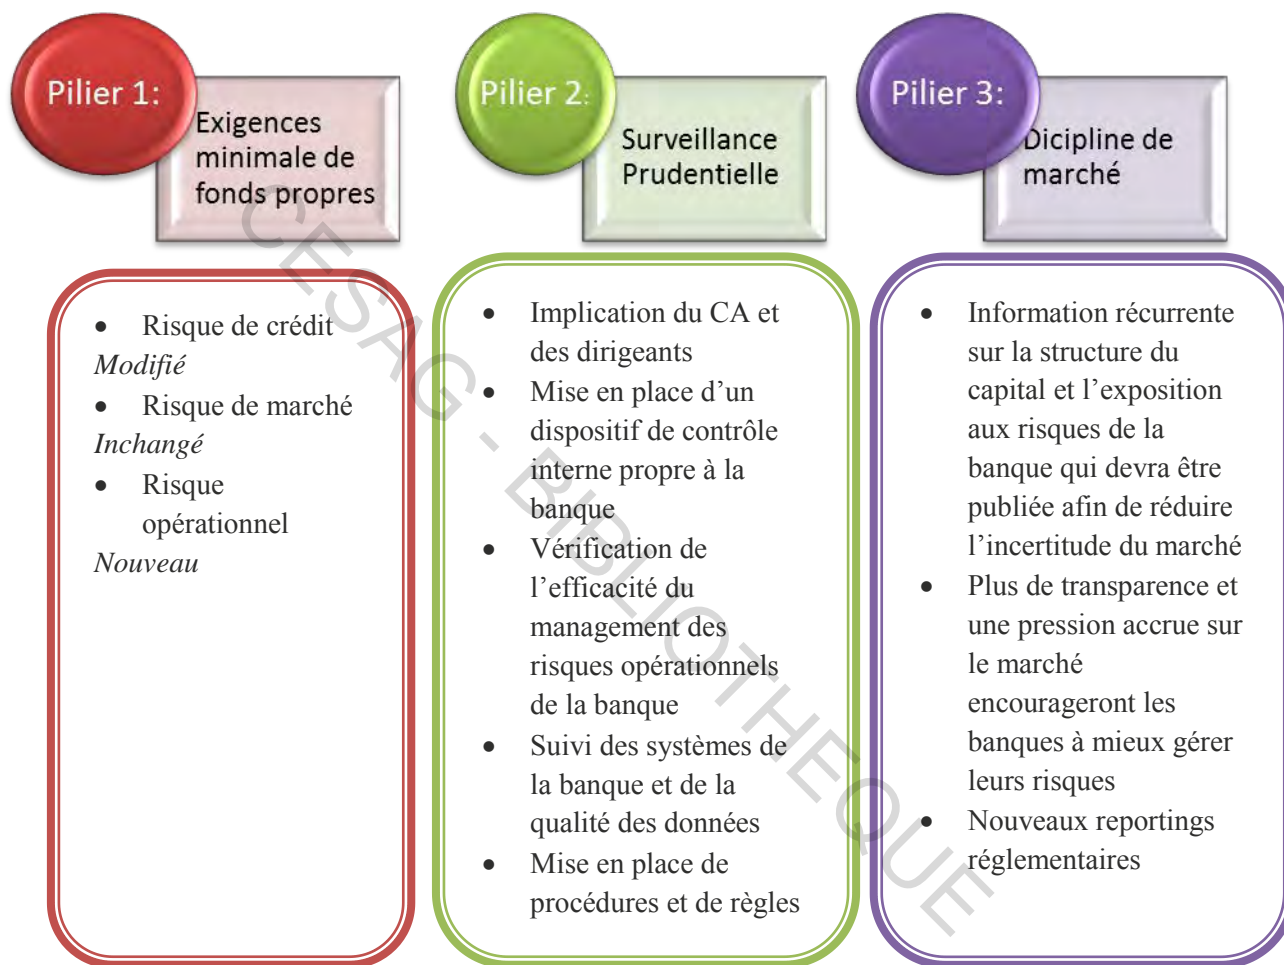 Pilier 1:
Exigences
minimale de
fonds propres
Pilier 2:
Surveillance
Prudentielle
Pilier 3:
Dicipline de
marché
• Risque de crédit
Modifié
• Risque de marché
Inchangé
• Risque
opérationnel
Nouveau
• Implication du CA et
des dirigeants
• Mise en place d’un
dispositif de contrôle
interne propre à la
banque
• Vérification de
l’efficacité du
management des
risques opérationnels
de la banque
• Suivi des systèmes de
la banque et de la
qualité des données
• Mise en place de
procédures et de règles
• Information récurrente
sur la structure du
capital et l’exposition
aux risques de la
banque qui devra être
publiée afin de réduire
l’incertitude du marché
• Plus de transparence et
une pression accrue sur
le marché
encourageront les
banques à mieux gérer
leurs risques
• Nouveaux reportings
réglementaires
CESAG - BIBLIOTHEQUE